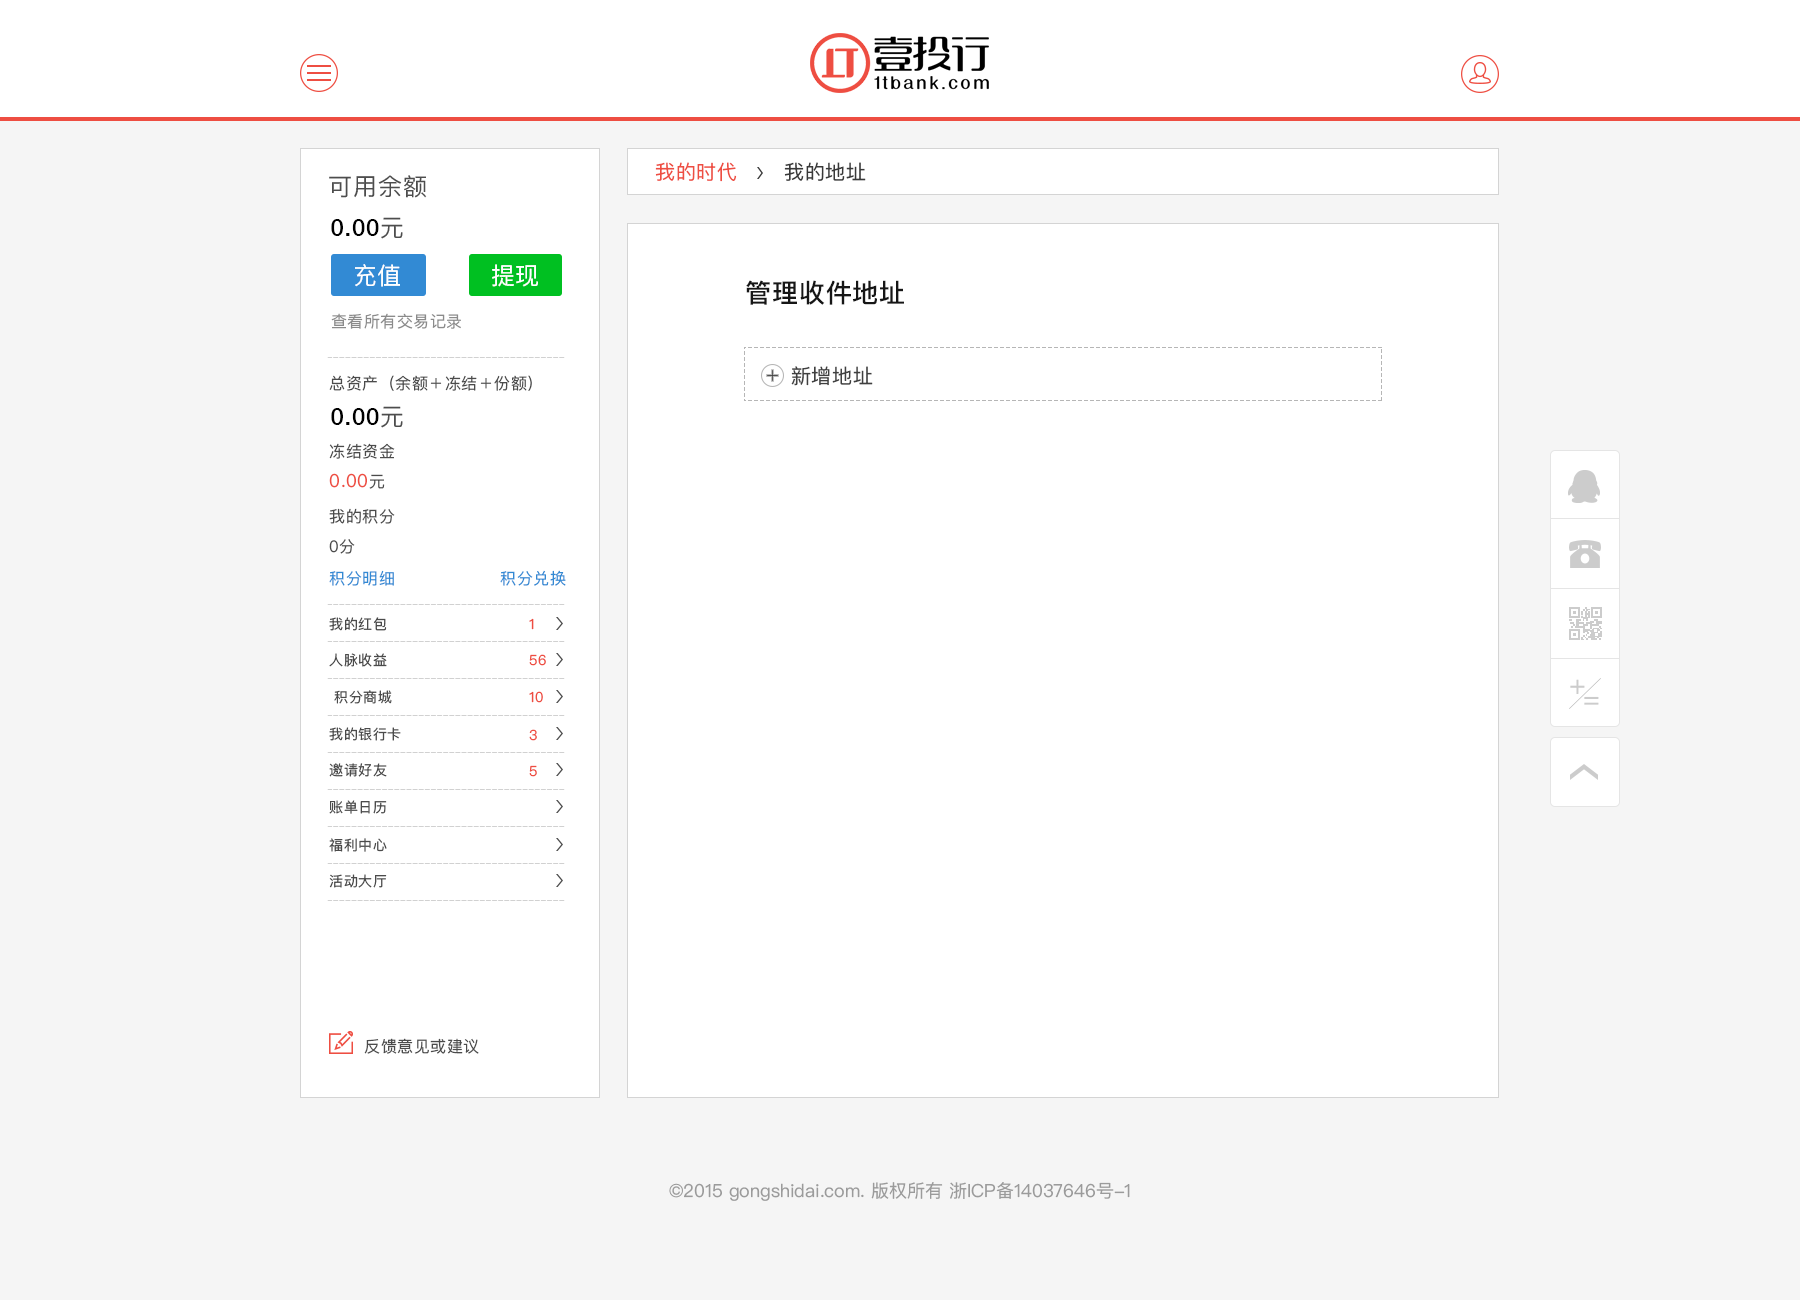 壹投行
1tbank.com
可用余额
0.00元
充值 提现
查看所有交易记录
总资产（余额＋冻结＋份额）
0.00元
冻结资金
0.00元
我的积分
0分
积分明细 积分兑换
我的红包 1
人脉收益 56
积分商城 10
我的银行卡 3
邀请好友 5
账单日历
福利中心
活动大厅
反馈意见或建议
我的时代 › 我的地址
管理收件地址
新增地址
©2015 gongshidai.com. 版权所有 浙ICP备14037646号-1